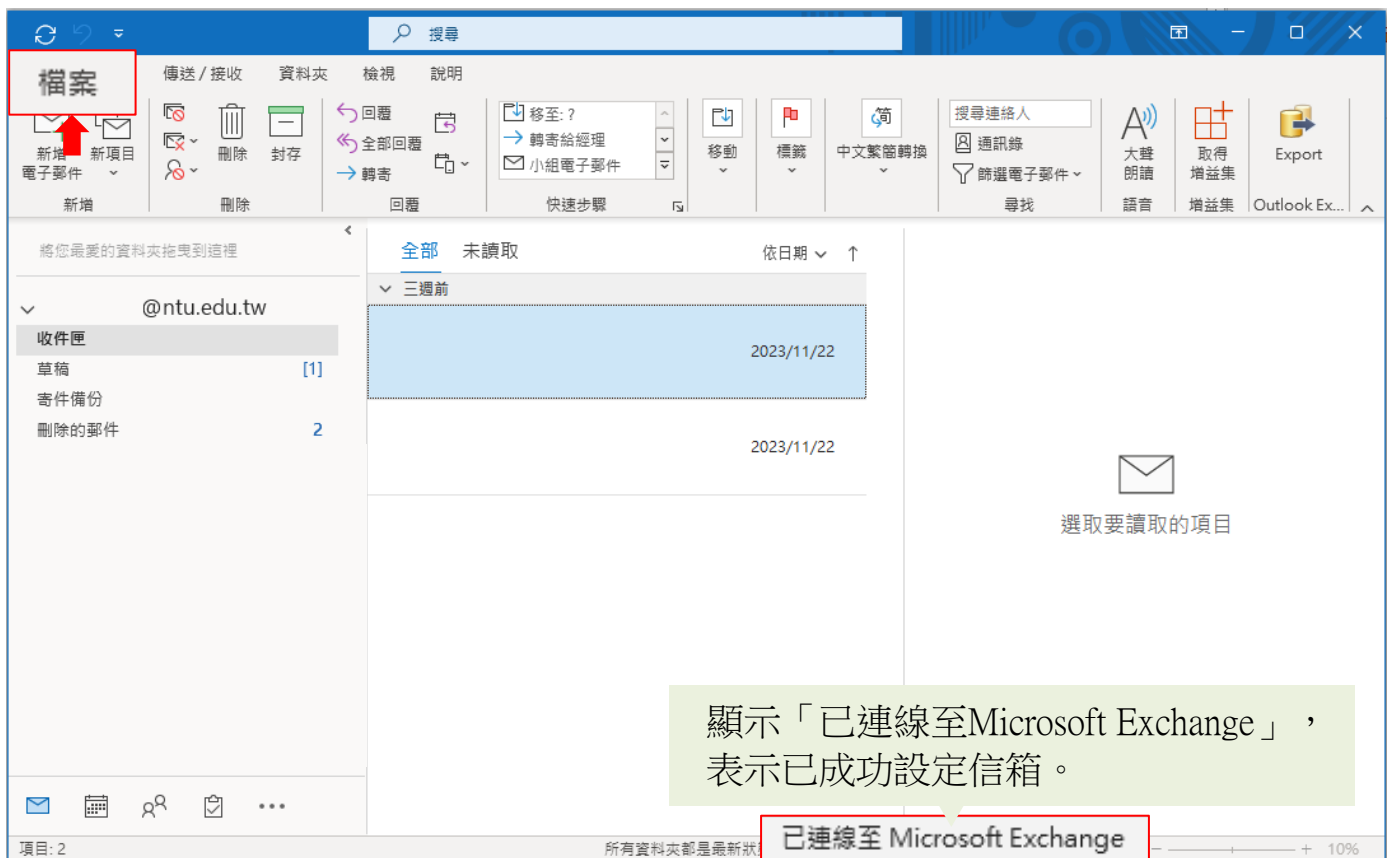 搜尋
檔案
傳送/接收 資料夾 檢視 說明
新增
電子郵件
新項目
刪除
封存
回覆
全部回覆
轉寄
移至: ?
轉寄給經理
小組電子郵件
移動
標籤
简
中文繁簡轉換
搜尋連絡人
通訊錄
篩選電子郵件
大聲
朗讀
取得
增益集
Export
新增 刪除 回覆 快速步驟 尋找 語音 增益集 Outlook Ex...
將您最愛的資料夾拖曳到這裡
@ntu.edu.tw
收件匣
草稿 [1]
寄件備份
刪除的郵件 2
全部 未讀取 依日期
三週前
2023/11/22
2023/11/22
選取要讀取的項目
顯示「已連線至Microsoft Exchange」,
表示已成功設定信箱。
項目: 2 所有資料夾都是最新 已連線至 Microsoft Exchange 10%